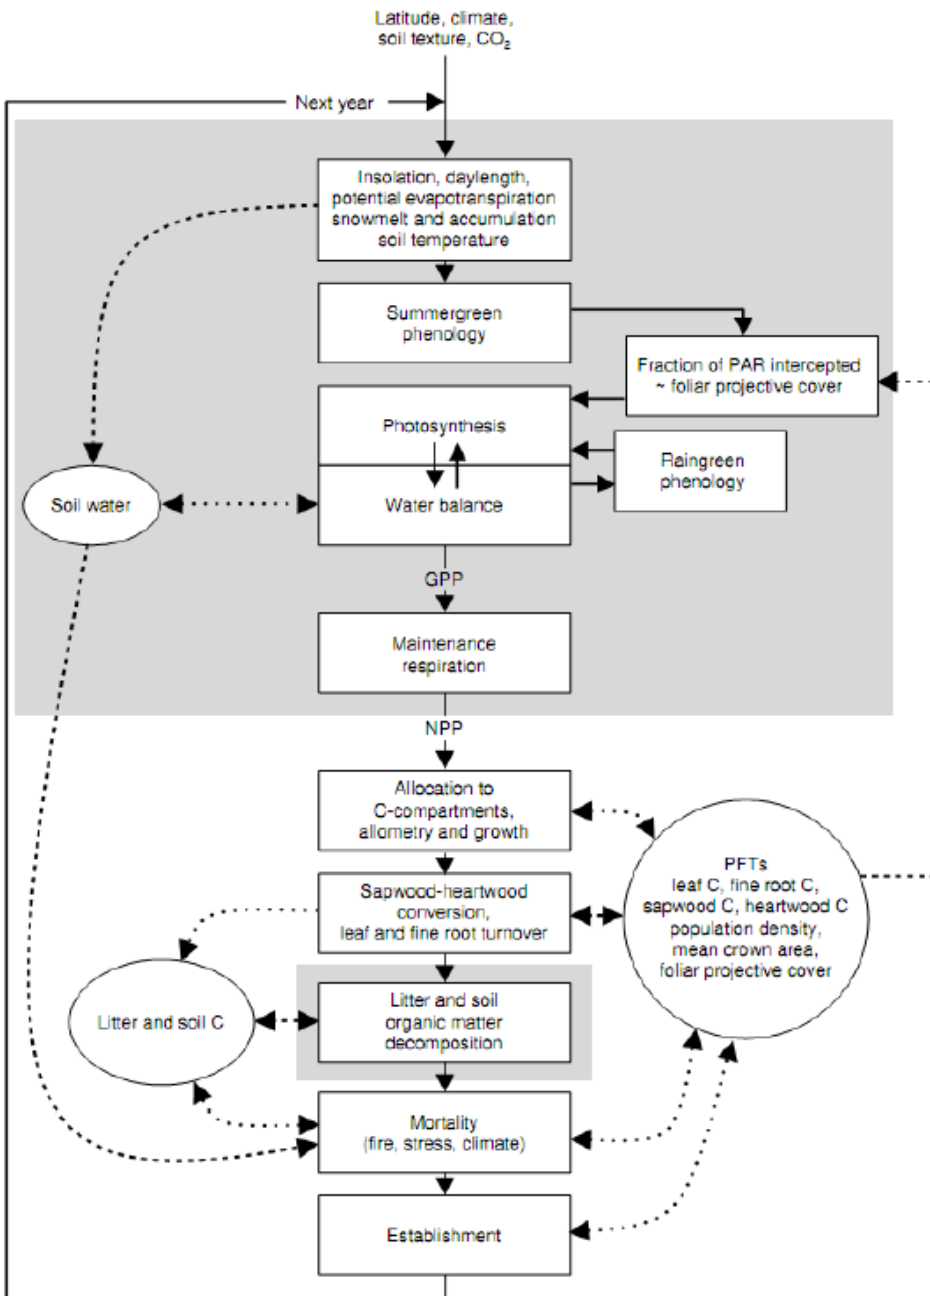 Latitude, climate,
soil texture, CO₂
Next year
Insolation, daylength,
potential evapotranspiration
snowmelt and accumulation
soil temperature
Summergreen
phenology
Fraction of PAR intercepted
~ foliar projective cover
Photosynthesis
Raingreen
phenology
Soil water
Water balance
GPP
Maintenance
respiration
NPP
Allocation to
C-compartments,
allometry and growth
PFTs
leaf C, fine root C,
sapwood C, heartwood C
population density,
mean crown area,
foliar projective cover
Sapwood-heartwood
conversion,
leaf and fine root turnover
Litter and soil C
Litter and soil
organic matter
decomposition
Mortality
(fire, stress, climate)
Establishment